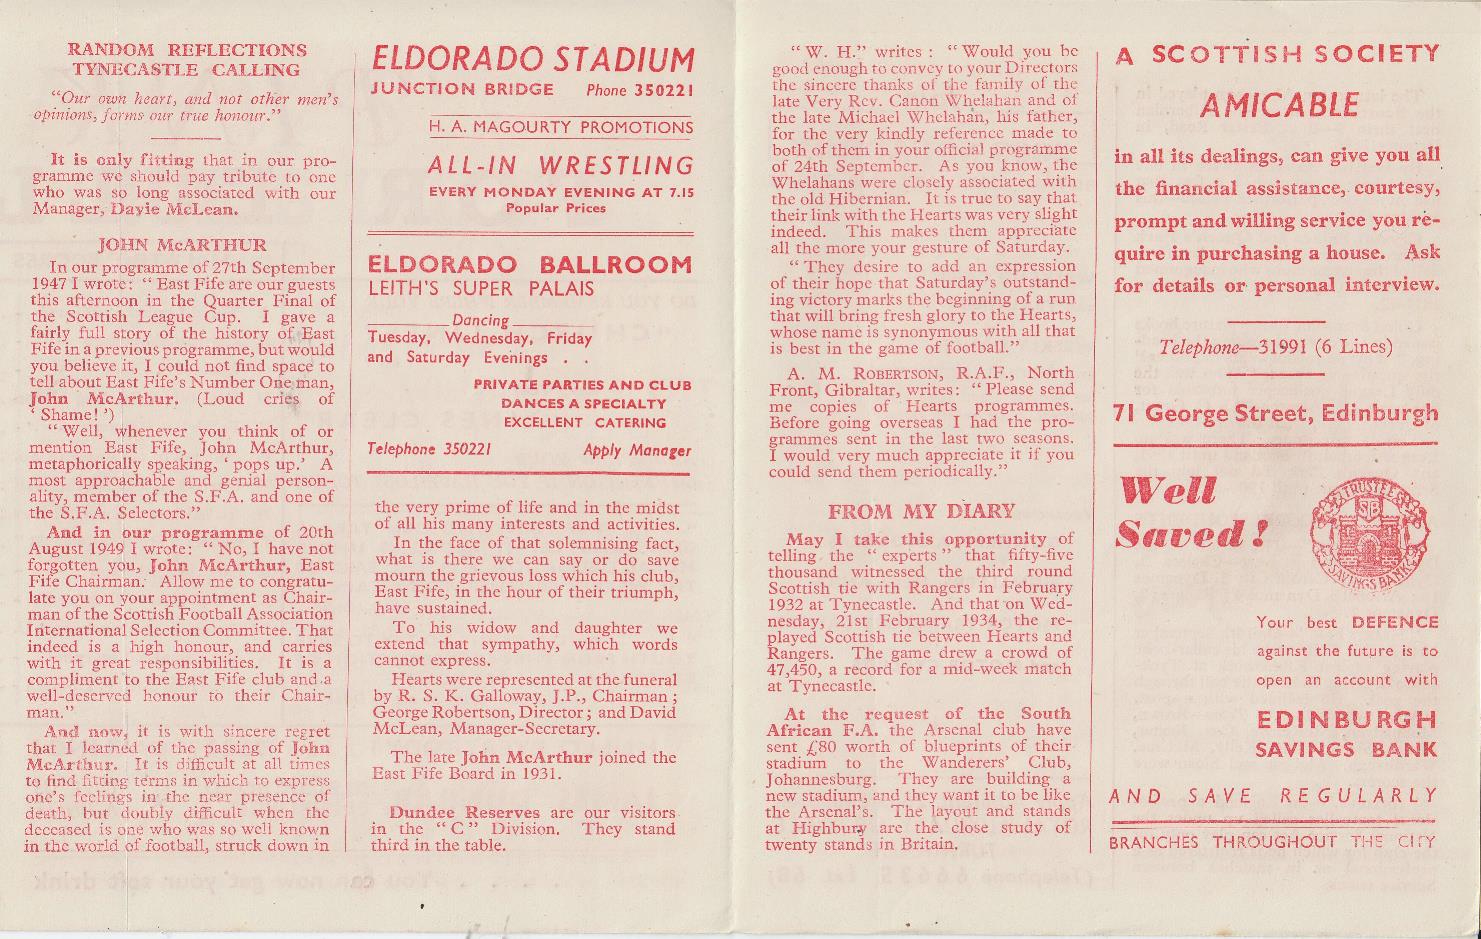 RANDOM REFLECTIONS
TYNECASTLE CALLING
"Our own heart, and not other men's
opinions, forms our true honour."
It is only fitting that in our pro-
gramme we should pay tribute to one
who was so long associated with our
Manager, Davie McLean.
JOHN McARTHUR
In our programme of 27th September
1947 I wrote: " East Fife are our guests
this afternoon in the Quarter Final of
the Scottish League Cup. I gave a
fairly full story of the history of East
Fife in a previous programme, but would
you believe it, I could not find space to
tell about East Fife's Number One man,
John McArthur. (Loud cries of
' Shame! ')
" Well, whenever you think of or
mention East Fife, John McArthur,
metaphorically speaking, ' pops up.' A
most approachable and genial person-
ality, member of the S.F.A. and one of
the S.F.A. Selectors."
And in our programme of 20th
August 1949 I wrote: " No, I have not
forgotten you, John McArthur, East
Fife Chairman. Allow me to congratu-
late you on your appointment as Chair-
man of the Scottish Football Association
International Selection Committee. That
indeed is a high honour, and carries
with it great responsibilities. It is a
compliment to the East Fife club and a
well-deserved honour to their Chair-
man."
And now, it is with sincere regret
that I learned of the passing of John
McArthur. It is difficult at all times
to find fitting terms in which to express
one's feelings in the near presence of
death, but doubly difficult when the
deceased is one who was so well known
in the world of football, struck down in
ELDORADO STADIUM
JUNCTION BRIDGE Phone 350221
H. A. MAGOURTY PROMOTIONS
ALL-IN WRESTLING
EVERY MONDAY EVENING AT 7.15
Popular Prices
ELDORADO BALLROOM
LEITH'S SUPER PALAIS
Dancing
Tuesday, Wednesday, Friday
and Saturday Evenings . .
PRIVATE PARTIES AND CLUB
DANCES A SPECIALTY
EXCELLENT CATERING
Telephone 350221 Apply Manager
the very prime of life and in the midst
of all his many interests and activities.
In the face of that solemnising fact,
what is there we can say or do save
mourn the grievous loss which his club,
East Fife, in the hour of their triumph,
have sustained.
To his widow and daughter we
extend that sympathy, which words
cannot express.
Hearts were represented at the funeral
by R. S. K. Galloway, J.P., Chairman ;
George Robertson, Director ; and David
McLean, Manager-Secretary.
The late John McArthur joined the
East Fife Board in 1931.
Dundee Reserves are our visitors
in the " C " Division. They stand
third in the table.
" W. H." writes : " Would you be
good enough to convey to your Directors
the sincere thanks of the family of the
late Very Rev. Canon Whelahan and of
the late Michael Whelahan, his father,
for the very kindly reference made to
both of them in your official programme
of 24th September. As you know, the
Whelahans were closely associated with
the old Hibernian. It is true to say that
their link with the Hearts was very slight
indeed. This makes them appreciate
all the more your gesture of Saturday.
" They desire to add an expression
of their hope that Saturday's outstand-
ing victory marks the beginning of a run
that will bring fresh glory to the Hearts,
whose name is synonymous with all that
is best in the game of football."
A. M. ROBERTSON, R.A.F., North
Front, Gibraltar, writes: " Please send
me copies of Hearts programmes.
Before going overseas I had the pro-
grammes sent in the last two seasons.
I would very much appreciate it if you
could send them periodically."
FROM MY DIARY
May I take this opportunity of
telling the " experts " that fifty-five
thousand witnessed the third round
Scottish tie with Rangers in February
1932 at Tynecastle. And that on Wed-
nesday, 21st February 1934, the re-
played Scottish tie between Hearts and
Rangers. The game drew a crowd of
47,450, a record for a mid-week match
at Tynecastle.
At the request of the South
African F.A. the Arsenal club have
sent £80 worth of blueprints of their
stadium to the Wanderers' Club,
Johannesburg. They are building a
new stadium, and they want it to be like
the Arsenal's. The layout and stands
at Highbury are the close study of
twenty stands in Britain.
A SCOTTISH SOCIETY
AMICABLE
in all its dealings, can give you all
the financial assistance, courtesy,
prompt and willing service you re-
quire in purchasing a house. Ask
for details or personal interview.
Telephone—31991 (6 Lines)
71 George Street, Edinburgh
Well
Saved !
TRUSTEE
SAVINGS BANK
Your best DEFENCE
against the future is to
open an account with
EDINBURGH
SAVINGS BANK
AND SAVE REGULARLY
BRANCHES THROUGHOUT THE CITY